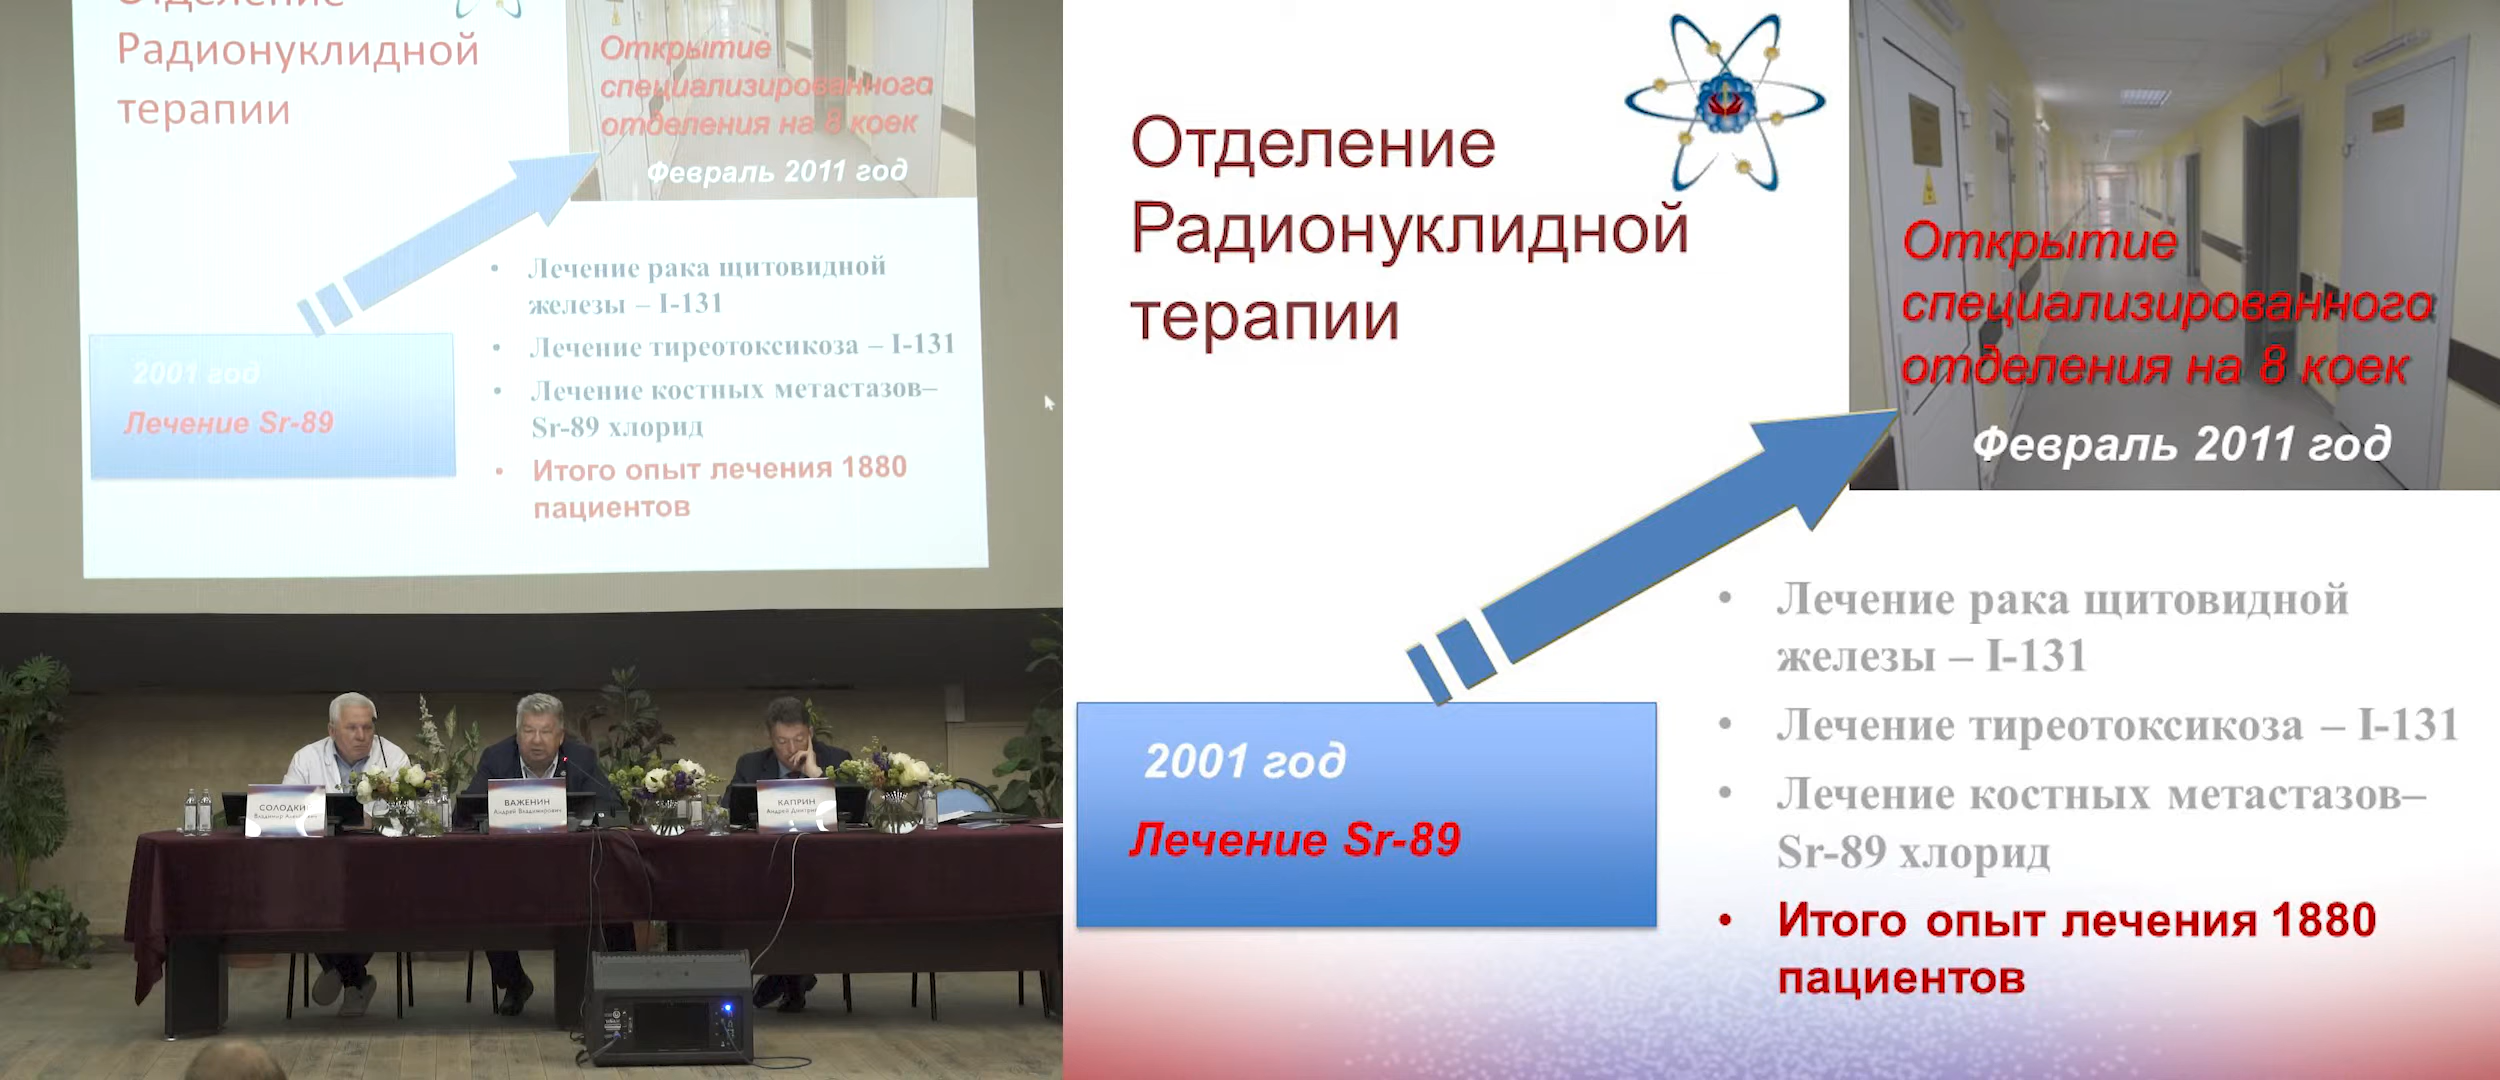 Отделение
Радионуклидной
терапии
Открытие
специализированного
отделения на 8 коек
Февраль 2011 год
2001 год
Лечение Sr-89
• Лечение рака щитовидной
железы – I-131
• Лечение тиреотоксикоза – I-131
• Лечение костных метастазов–
Sr-89 хлорид
• Итого опыт лечения 1880
пациентов
ВАЖЕНИН
Андрей Владимирович
КАПРИН
Отделение
Радионуклидной
терапии
Открытие
специализированного
отделения на 8 коек
Февраль 2011 год
2001 год
Лечение Sr-89
• Лечение рака щитовидной
железы – I-131
• Лечение тиреотоксикоза – I-131
• Лечение костных метастазов–
Sr-89 хлорид
• Итого опыт лечения 1880
пациентов